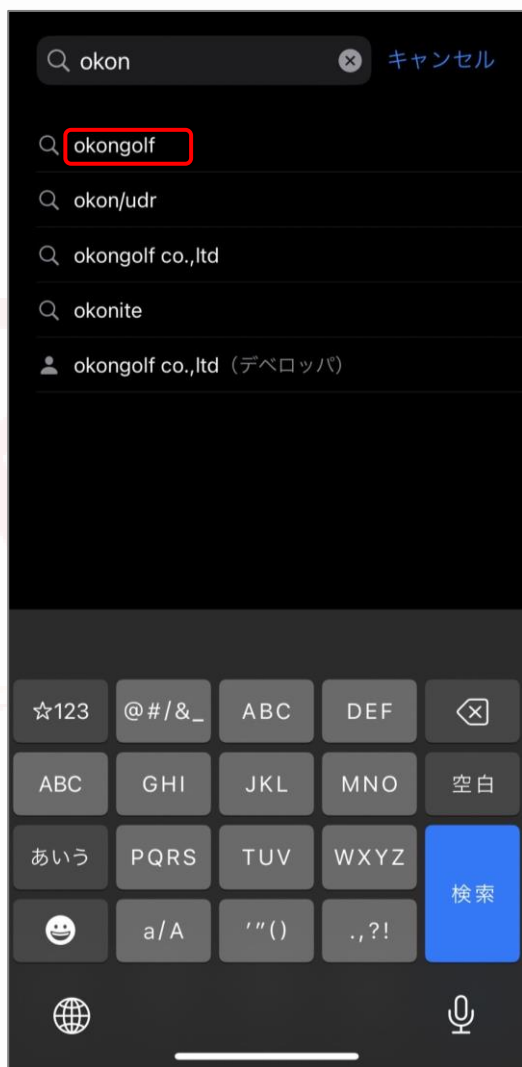 okon キャンセル
okongolf
okon/udr
okongolf co.,ltd
okonite
okongolf co.,ltd（デベロッパ）
☆123 @#/&_ ABC DEF
ABC GHI JKL MNO 空白
あいう PQRS TUV WXYZ
検索
a/A ′″() .,?!